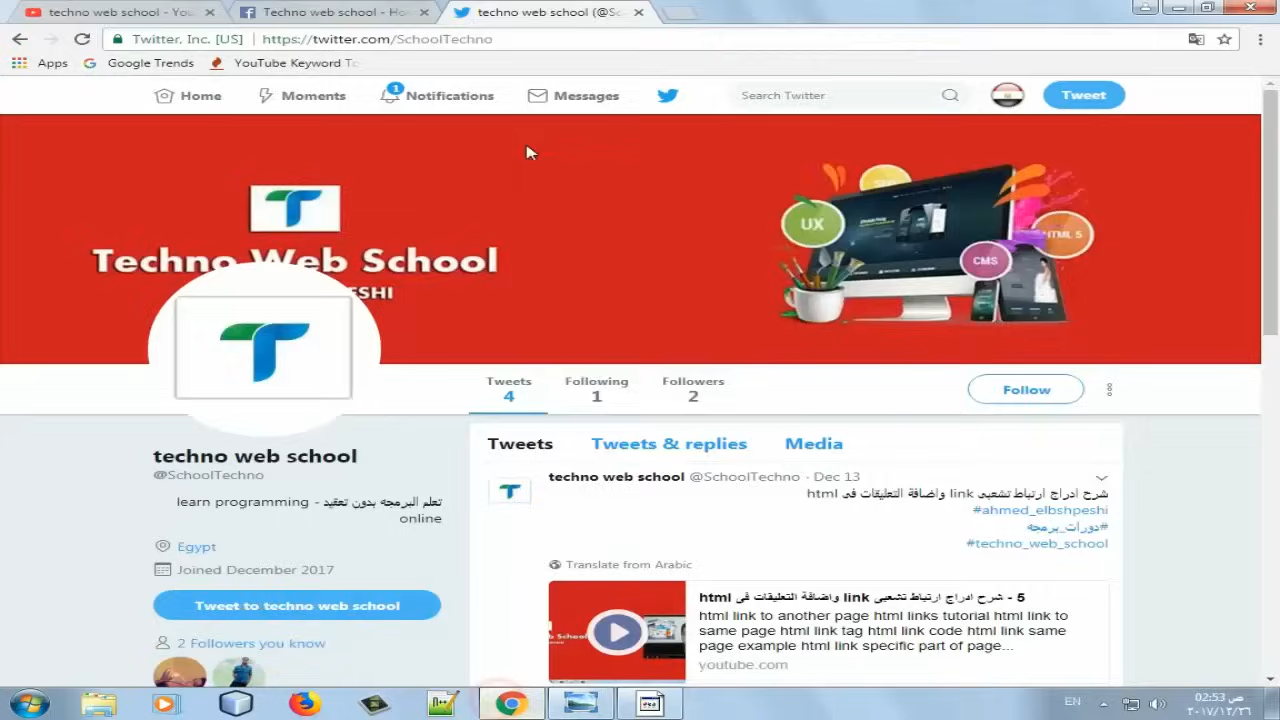 techno web school - You
Techno web school - Ho
techno web school (@Sc
Twitter, Inc. [US] https://twitter.com/SchoolTechno
Apps Google Trends YouTube Keyword To
Home Moments 1 Notifications Messages Search Twitter Tweet
Techno Web School
ESHI
UX
HTML 5
CMS
Tweets Following Followers
4 1 2
Follow
techno web school
@SchoolTechno
learn programming - تعلم البرمجه بدون تعقيد
online
Egypt
Joined December 2017
Tweet to techno web school
2 Followers you know
Tweets Tweets & replies Media
techno web school @SchoolTechno · Dec 13
شرح ادراج ارتباط تشعبى link واضافة التعليقات فى html
#ahmed_elbshpeshi
#دورات_برمجه
#techno_web_school
Translate from Arabic
5 - شرح ادراج ارتباط تشعبى link واضافة التعليقات فى html
html link to another page html links tutorial html link to
same page html link tag html link code html link same
page example html link specific part of page...
youtube.com
EN
02:53 ص
٢٠١٧/١٢/٢٦